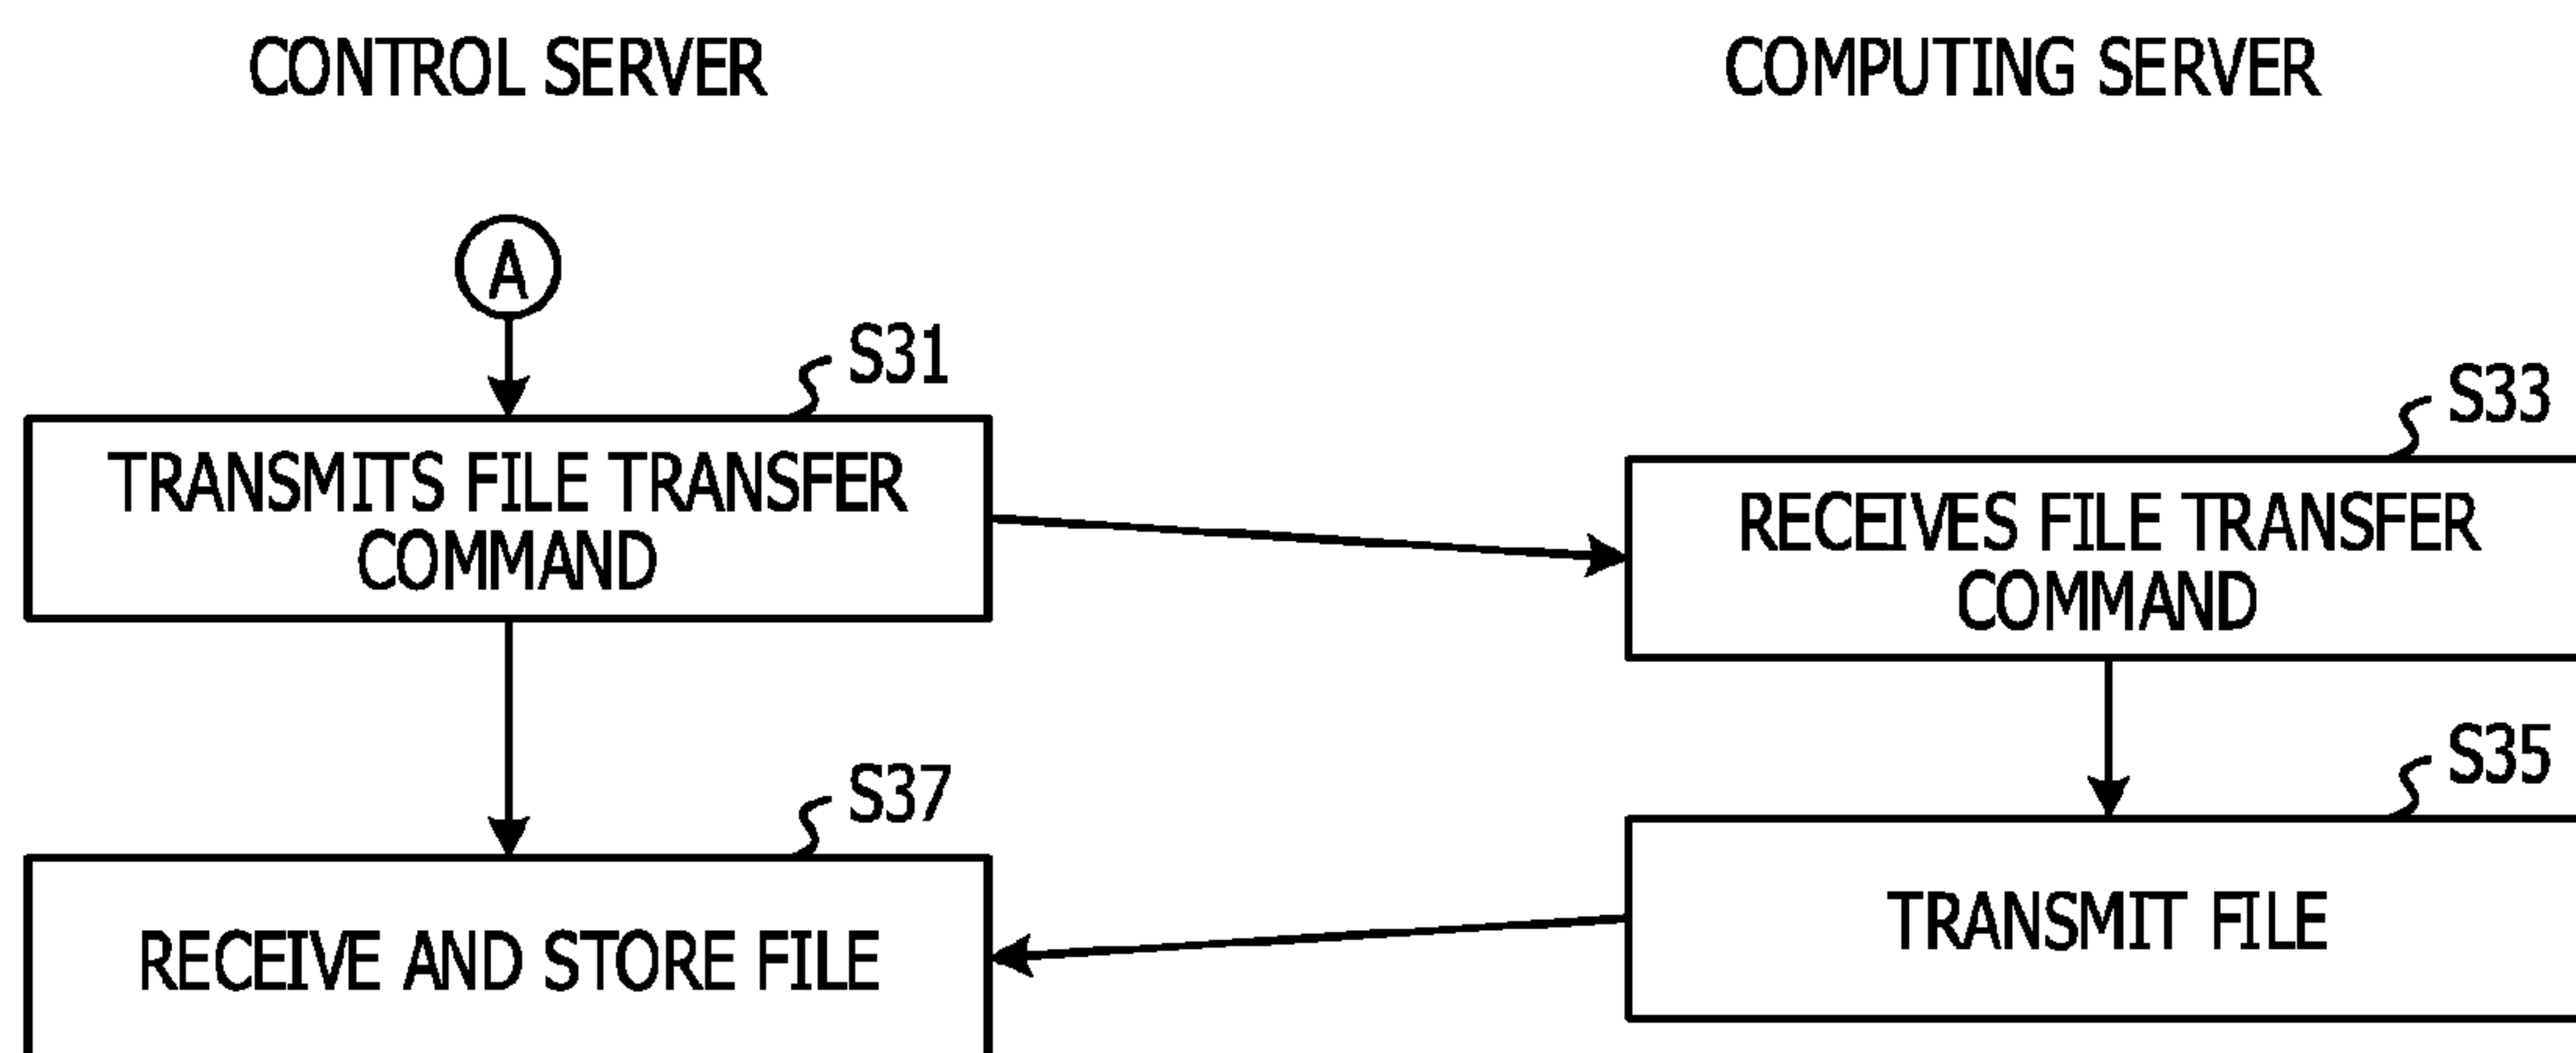 CONTROL SERVER
COMPUTING SERVER
A
S31
TRANSMITS FILE TRANSFER
COMMAND
S33
RECEIVES FILE TRANSFER
COMMAND
S35
TRANSMIT FILE
S37
RECEIVE AND STORE FILE